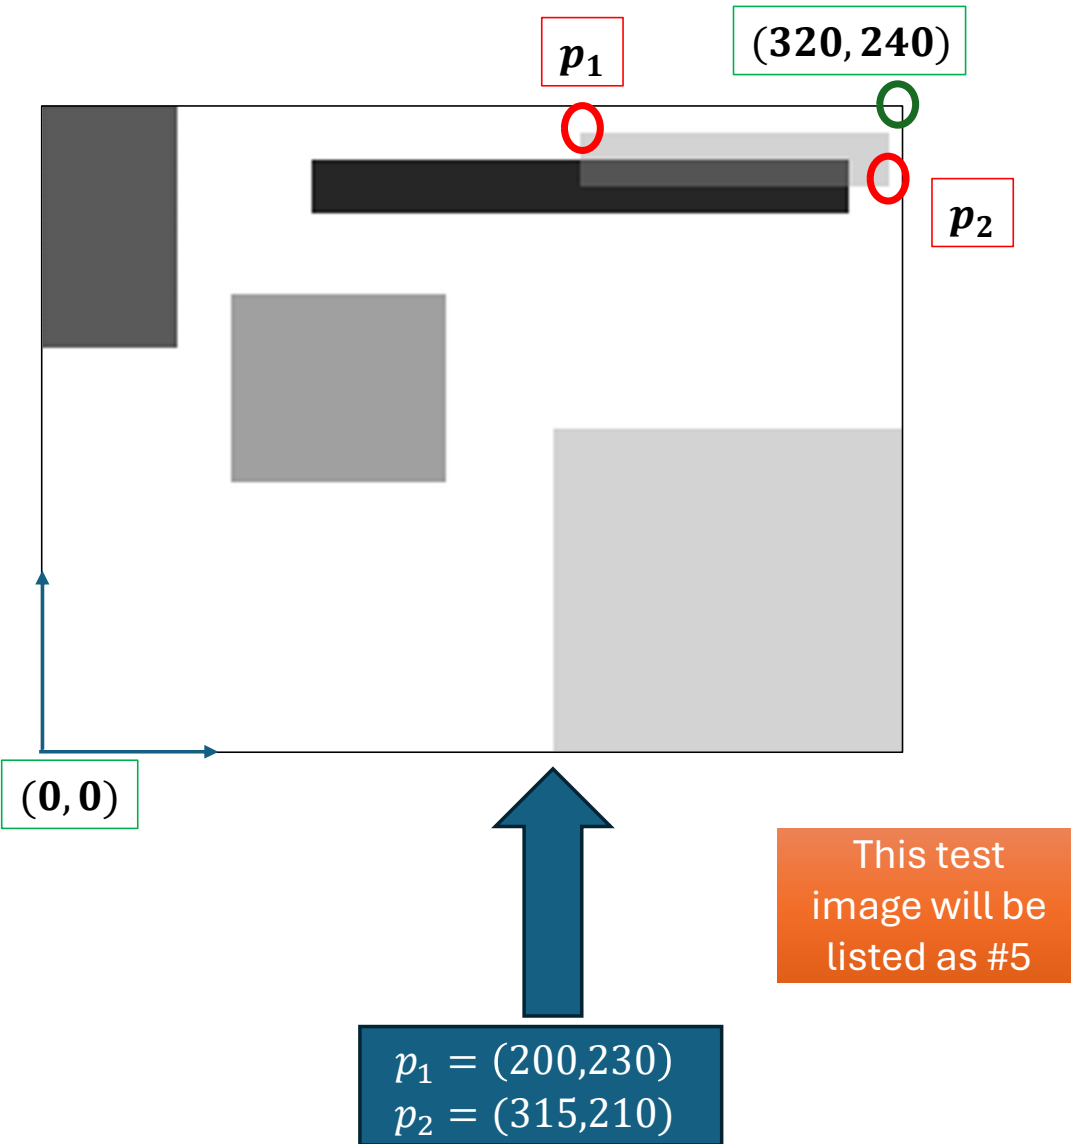 p₁
(320, 240)
p₂
(0, 0)
This test
image will be
listed as #5
p₁ = (200,230)
p₂ = (315,210)